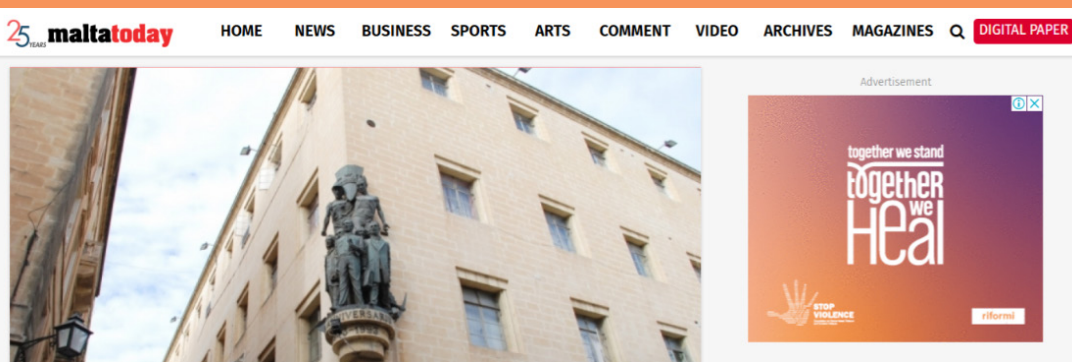 25 YEARS maltatoday HOME NEWS BUSINESS SPORTS ARTS COMMENT VIDEO ARCHIVES MAGAZINES DIGITAL PAPER
Advertisement
together we stand
together
we
Heal
STOP
VIOLENCE
riformi